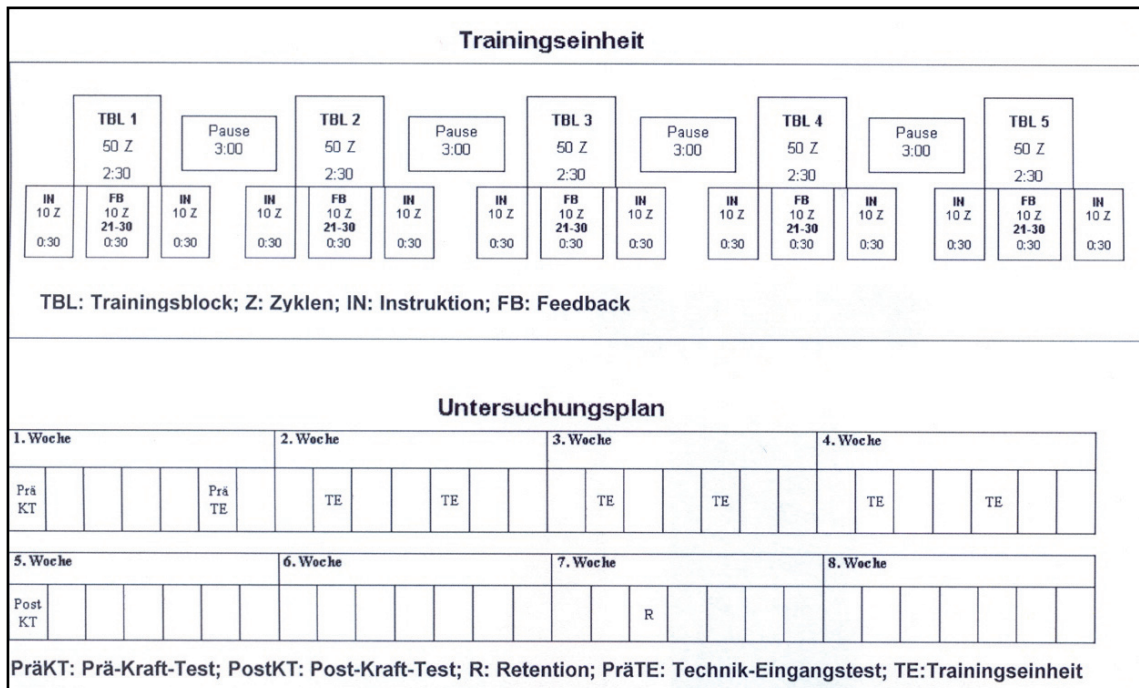 Trainingseinheit
TBL 1
50 Z
2:30
Pause
3:00
TBL 2
50 Z
2:30
Pause
3:00
TBL 3
50 Z
2:30
Pause
3:00
TBL 4
50 Z
2:30
Pause
3:00
TBL 5
50 Z
2:30
IN
10 Z
0:30
FB
10 Z
21-30
0:30
IN
10 Z
0:30
IN
10 Z
0:30
FB
10 Z
21-30
0:30
IN
10 Z
0:30
IN
10 Z
0:30
FB
10 Z
21-30
0:30
IN
10 Z
0:30
IN
10 Z
0:30
FB
10 Z
21-30
0:30
IN
10 Z
0:30
IN
10 Z
0:30
FB
10 Z
21-30
0:30
IN
10 Z
0:30
TBL: Trainingsblock; Z: Zyklen; IN: Instruktion; FB: Feedback
Untersuchungsplan
1. Woche 2. Woche 3. Woche 4. Woche
Prä
KT
Prä
TE
TE TE TE TE TE TE
5. Woche 6. Woche 7. Woche 8. Woche
Post
KT
R
PräKT: Prä-Kraft-Test; PostKT: Post-Kraft-Test; R: Retention; PräTE: Technik-Eingangstest; TE:Trainingseinheit